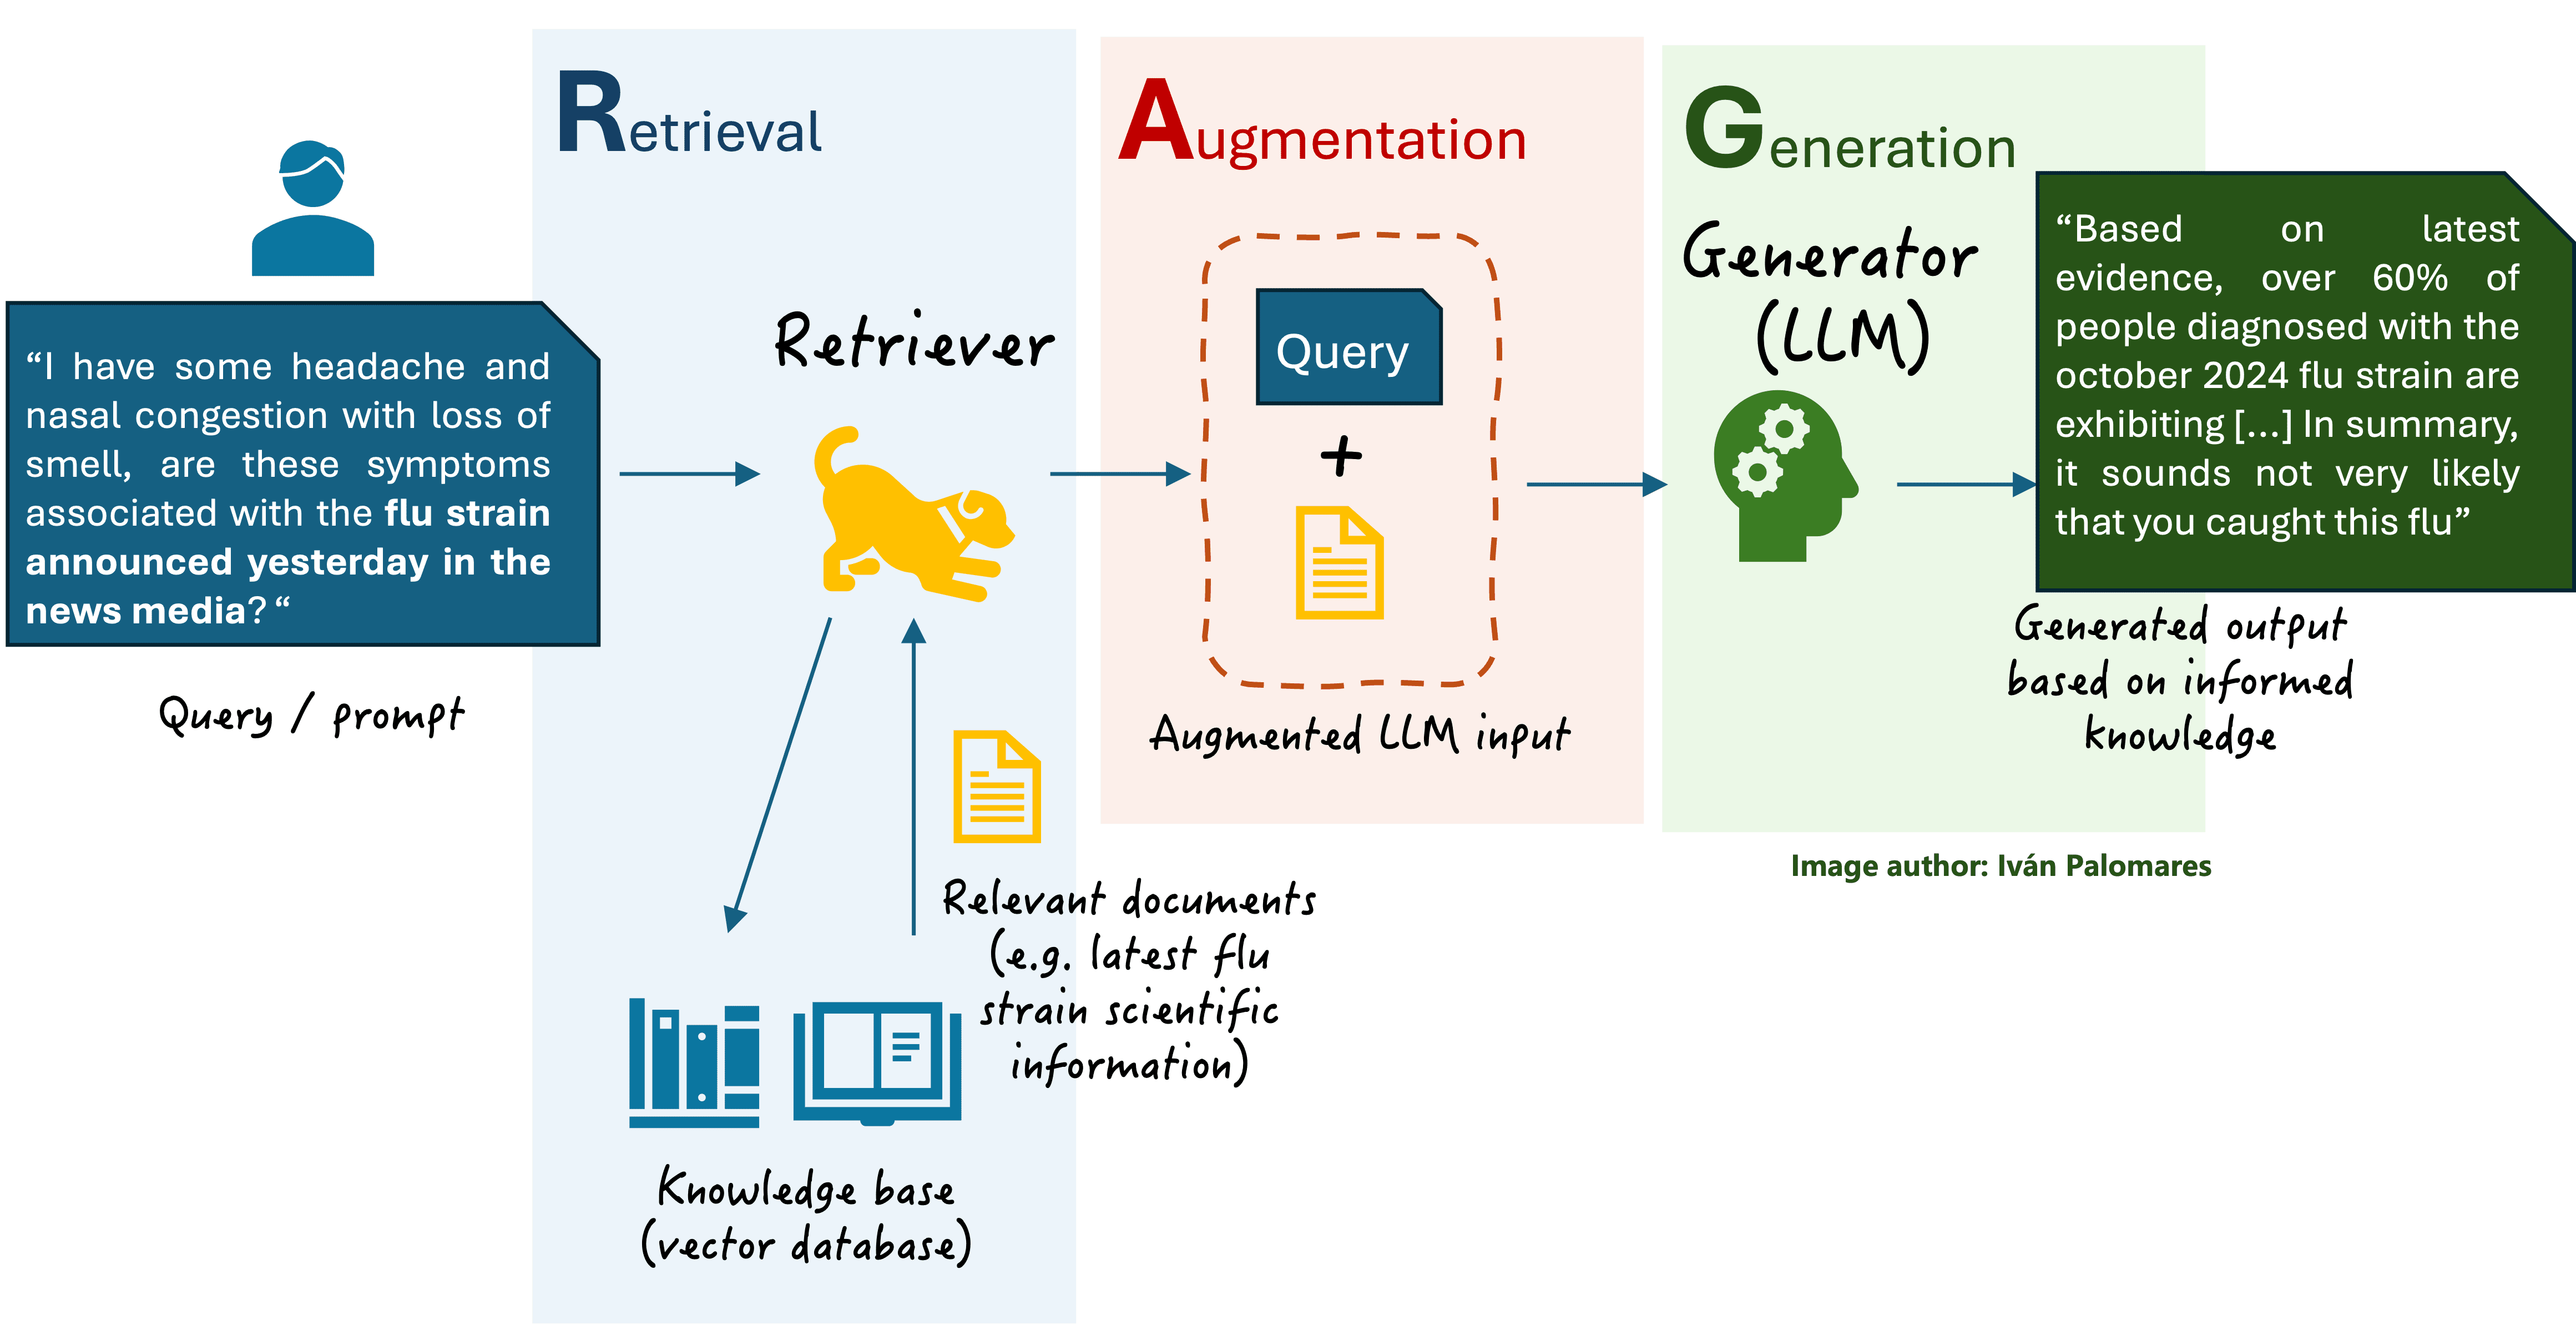 Retrieval
Augmentation
Generation
“I have some headache and
nasal congestion with loss of
smell, are these symptoms
associated with the flu strain
announced yesterday in the
news media? “
Query / prompt
Retriever
Relevant documents
(e.g. latest flu
strain scientific
information)
Knowledge base
(vector database)
Query
+
Augmented LLM input
Generator
(LLM)
“Based on latest
evidence, over 60% of
people diagnosed with the
october 2024 flu strain are
exhibiting [...] In summary,
it sounds not very likely
that you caught this flu”
Generated output
based on informed
knowledge
Image author: Iván Palomares